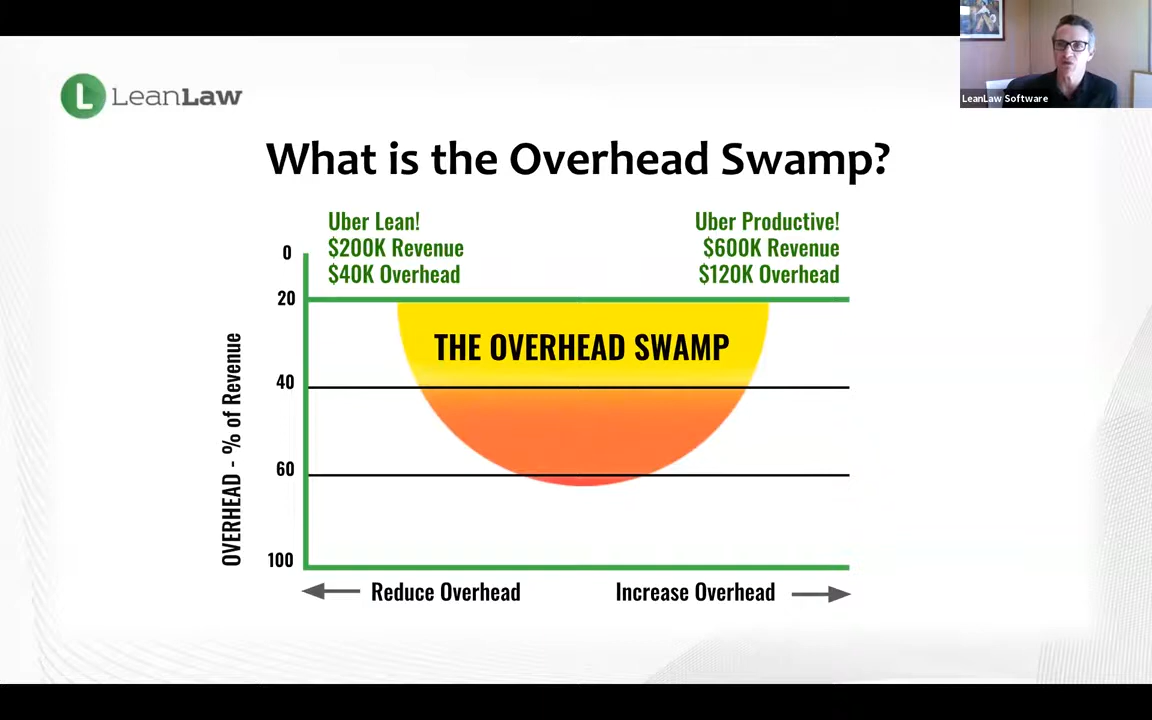 L LeanLaw
LeanLaw Software
What is the Overhead Swamp?
Uber Lean!
$200K Revenue
$40K Overhead
Uber Productive!
$600K Revenue
$120K Overhead
0
20
THE OVERHEAD SWAMP
40
60
100
OVERHEAD - % of Revenue
Reduce Overhead
Increase Overhead